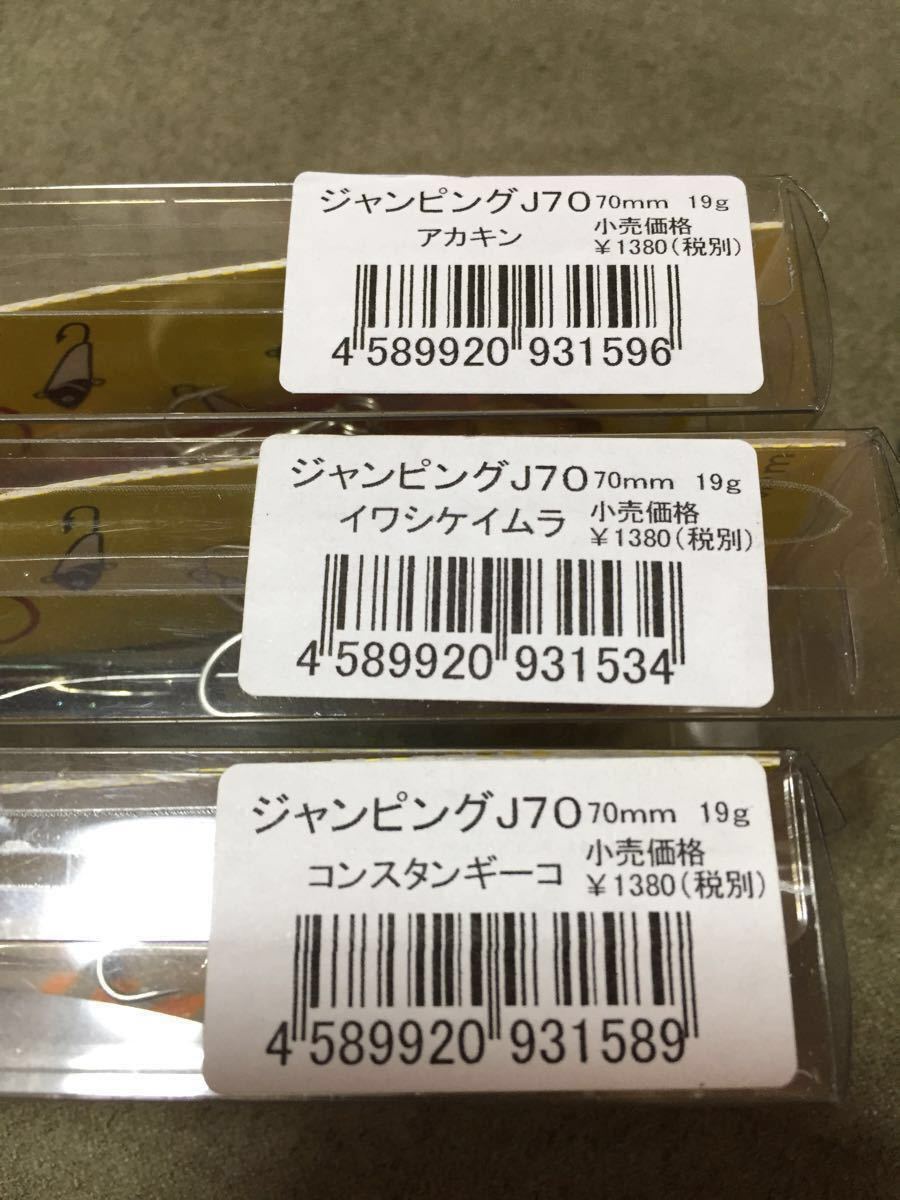 ジャンピングJ70 70mm 19g
アカキン 小売価格
¥1380(税別)
4 589920 931596
ジャンピングJ70 70mm 19g
イワシケイムラ 小売価格
¥1380(税別)
4 589920 931534
ジャンピングJ70 70mm 19g
コンスタンギーコ 小売価格
¥1380(税別)
4 589920 931589